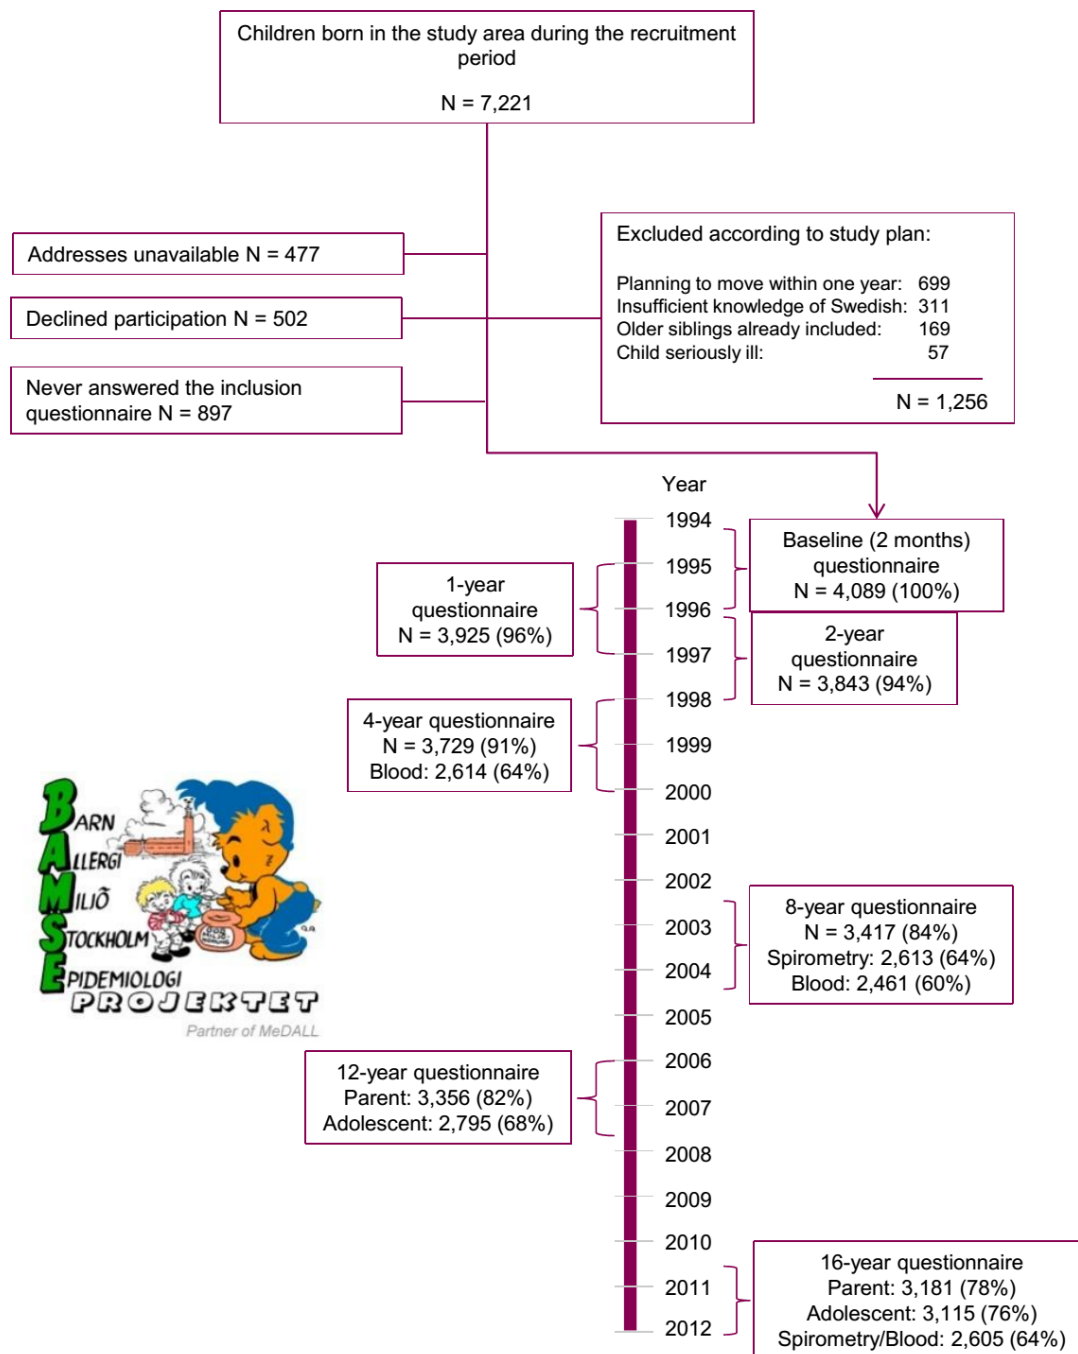 Children born in the study area during the recruitment
period
N = 7,221
Addresses unavailable N = 477
Declined participation N = 502
Never answered the inclusion
questionnaire N = 897
Excluded according to study plan:
Planning to move within one year: 699
Insufficient knowledge of Swedish: 311
Older siblings already included: 169
Child seriously ill: 57
N = 1,256
Year
1994
1995
1996
1997
1998
1999
2000
2001
2002
2003
2004
2005
2006
2007
2008
2009
2010
2011
2012
Baseline (2 months)
questionnaire
N = 4,089 (100%)
1-year
questionnaire
N = 3,925 (96%)
2-year
questionnaire
N = 3,843 (94%)
4-year questionnaire
N = 3,729 (91%)
Blood: 2,614 (64%)
8-year questionnaire
N = 3,417 (84%)
Spirometry: 2,613 (64%)
Blood: 2,461 (60%)
12-year questionnaire
Parent: 3,356 (82%)
Adolescent: 2,795 (68%)
16-year questionnaire
Parent: 3,181 (78%)
Adolescent: 3,115 (76%)
Spirometry/Blood: 2,605 (64%)
BARN
ALLERGI
MILJÖ
STOCKHOLM
EPIDEMIOLOGI
PROJEKTET
Partner of MeDALL